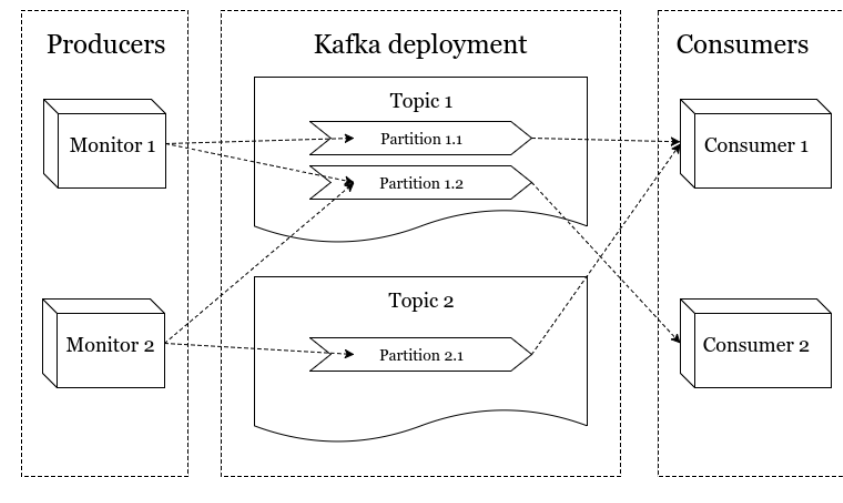 Producers
Kafka deployment
Consumers
Topic 1
Monitor 1
Partition 1.1
Consumer 1
Partition 1.2
Topic 2
Monitor 2
Partition 2.1
Consumer 2